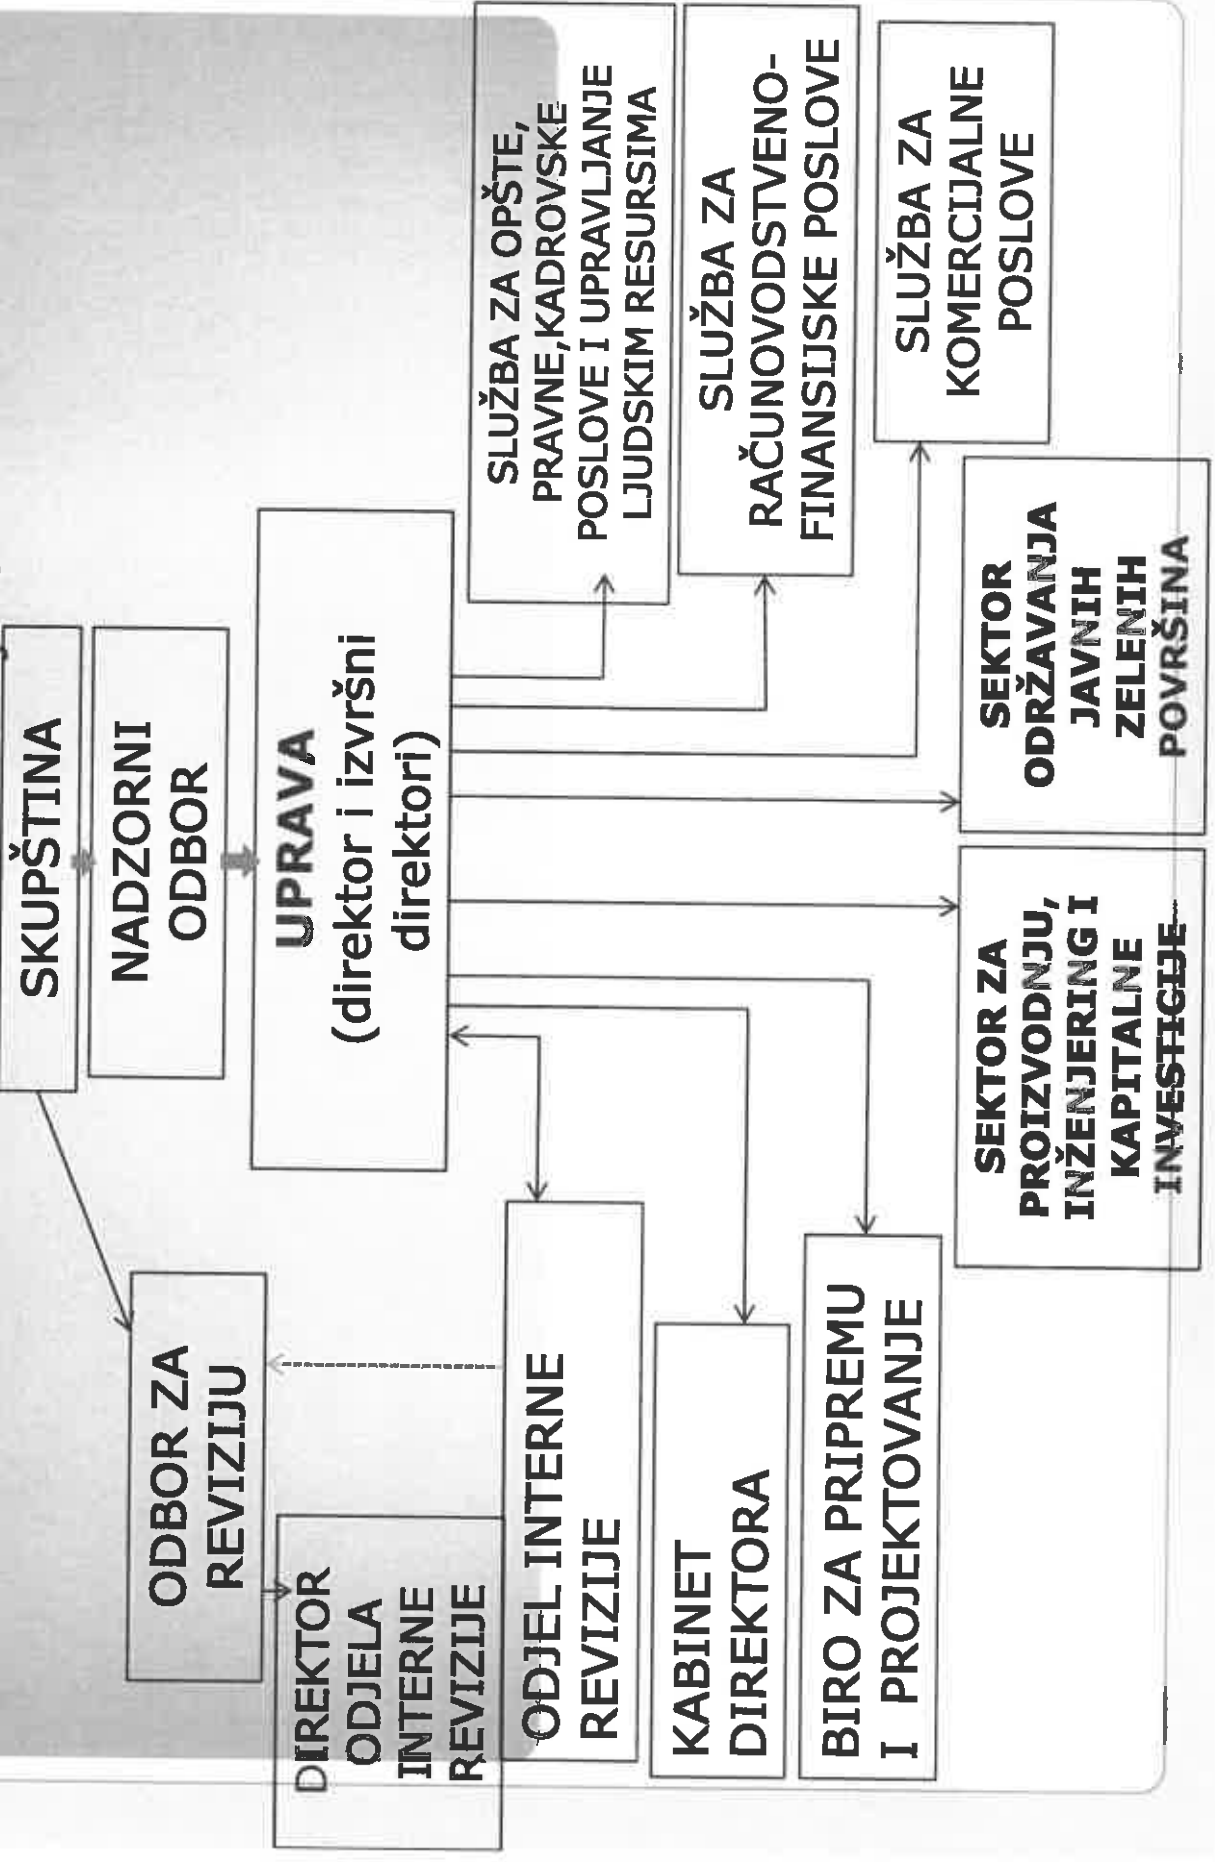 SKUPŠTINA
NADZORNI
ODBOR
UPRAVA
(direktor i izvršni
direktori)
ODBOR ZA
REVIZIJU
DIREKTOR
ODJELA
INTERNE
REVIZIJE
ODJEL INTERNE
REVIZIJE
KABINET
DIREKTORA
BIRO ZA PRIPREMU
I PROJEKTOVANJE
SEKTOR ZA
PROIZVODNJU,
INŽENJERING I
KAPITALNE
INVESTICIJE
SEKTOR
ODRŽAVANJA
JAVNIH
ZELENIH
POVRŠINA
SLUŽBA ZA
KOMERCIJALNE
POSLOVE
SLUŽBA ZA
RAČUNOVODSTVENO-
FINANSIJSKE POSLOVE
SLUŽBA ZA OPŠTE,
PRAVNE,KADROVSKE
POSLOVE I UPRAVLJANJE
LJUDSKIM RESURSIMA